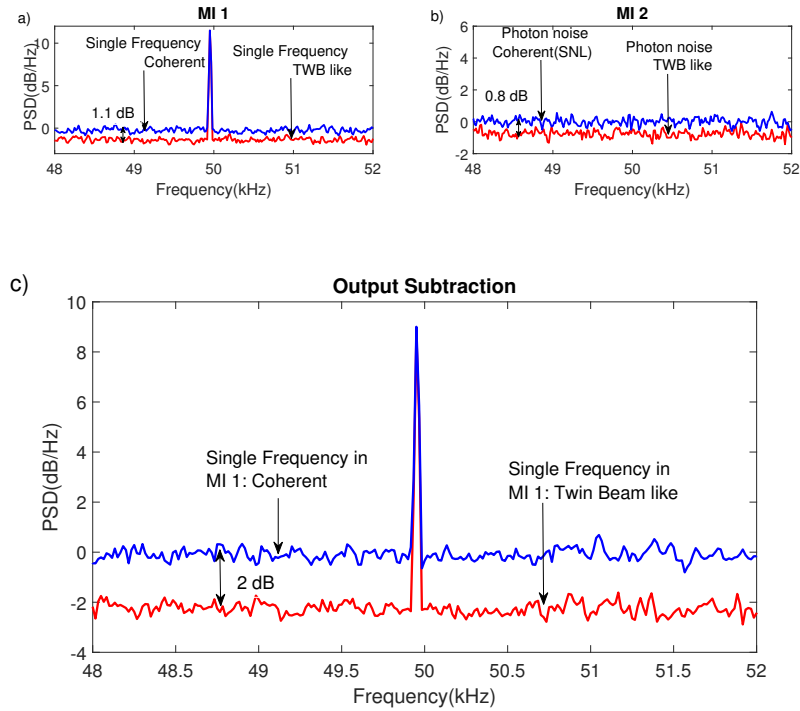 a)
MI 1
PSD(dB/Hz)
10
5
0
Single Frequency
Coherent
Single Frequency
TWB like
1.1 dB
48
49
50
51
52
Frequency(kHz)
b)
MI 2
PSD(dB/Hz)
6
4
2
0
-2
Photon noise
Coherent(SNL)
Photon noise
TWB like
0.8 dB
48
49
50
51
52
Frequency(kHz)
c)
Output Subtraction
PSD(dB/Hz)
10
8
6
4
2
0
-2
-4
Single Frequency in
MI 1: Coherent
Single Frequency in
MI 1: Twin Beam like
2 dB
48
48.5
49
49.5
50
50.5
51
51.5
52
Frequency(kHz)